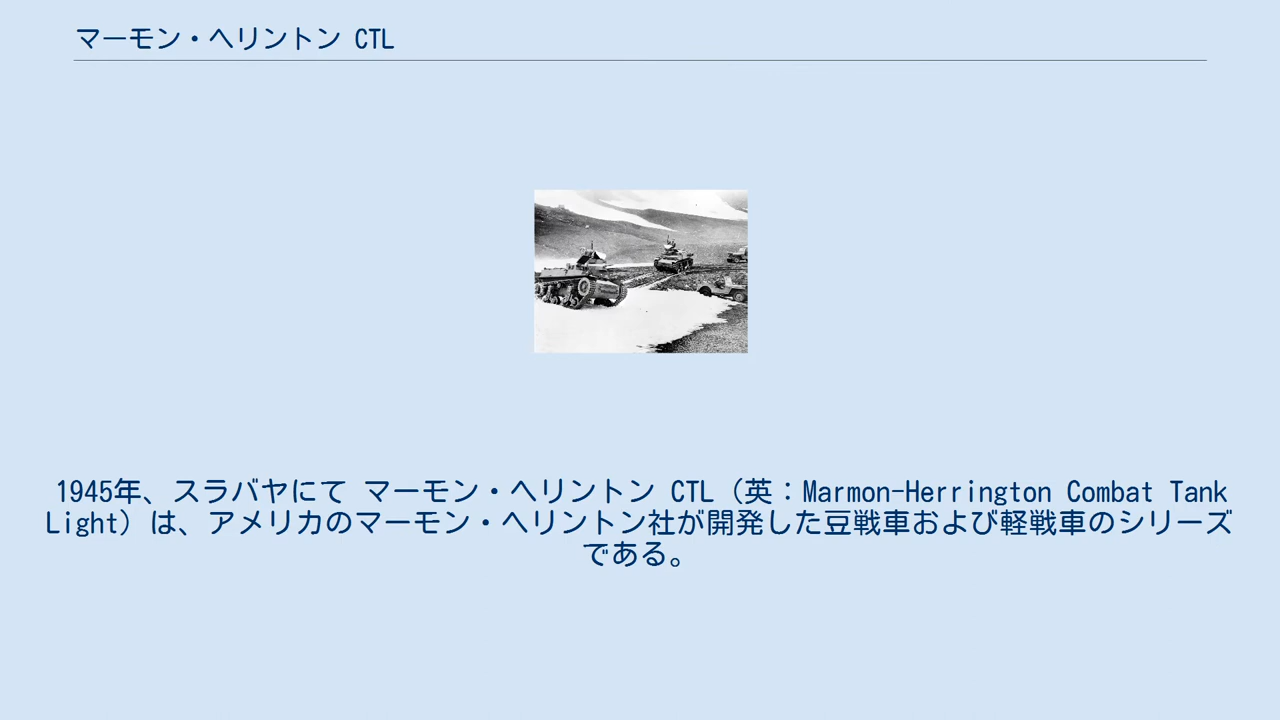 マーモン・ヘリントン CTL
1945年、スラバヤにて マーモン・ヘリントン CTL（英：Marmon-Herrington Combat Tank
Light）は、アメリカのマーモン・ヘリントン社が開発した豆戦車および軽戦車のシリーズ
である。